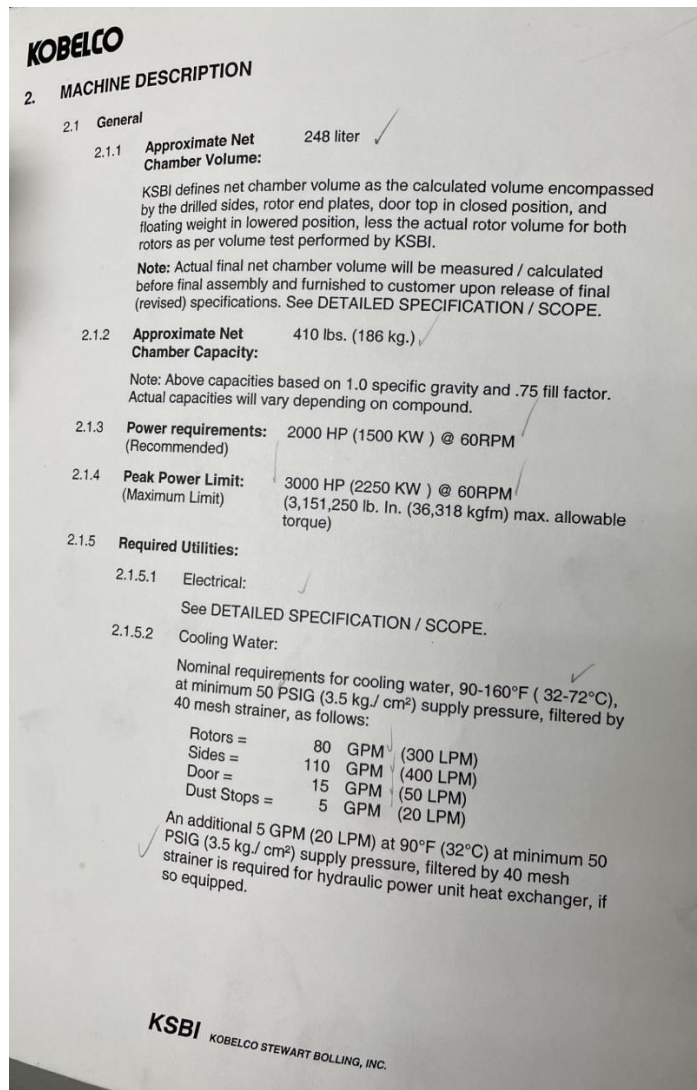 KOBELCO
2. MACHINE DESCRIPTION
2.1 General
2.1.1 Approximate Net 248 liter
Chamber Volume:
KSBI defines net chamber volume as the calculated volume encompassed
by the drilled sides, rotor end plates, door top in closed position, and
floating weight in lowered position, less the actual rotor volume for both
rotors as per volume test performed by KSBI.
Note: Actual final net chamber volume will be measured / calculated
before final assembly and furnished to customer upon release of final
(revised) specifications. See DETAILED SPECIFICATION / SCOPE.
2.1.2 Approximate Net 410 lbs. (186 kg.)
Chamber Capacity:
Note: Above capacities based on 1.0 specific gravity and .75 fill factor.
Actual capacities will vary depending on compound.
2.1.3 Power requirements: 2000 HP (1500 KW ) @ 60RPM
(Recommended)
2.1.4 Peak Power Limit: 3000 HP (2250 KW ) @ 60RPM
(Maximum Limit) (3,151,250 lb. In. (36,318 kgfm) max. allowable
torque)
2.1.5 Required Utilities:
2.1.5.1 Electrical:
See DETAILED SPECIFICATION / SCOPE.
2.1.5.2 Cooling Water:
Nominal requirements for cooling water, 90-160°F ( 32-72°C),
at minimum 50 PSIG (3.5 kg./ cm²) supply pressure, filtered by
40 mesh strainer, as follows:
Rotors = 80 GPM (300 LPM)
Sides = 110 GPM (400 LPM)
Door = 15 GPM (50 LPM)
Dust Stops = 5 GPM (20 LPM)
An additional 5 GPM (20 LPM) at 90°F (32°C) at minimum 50
PSIG (3.5 kg./ cm²) supply pressure, filtered by 40 mesh
strainer is required for hydraulic power unit heat exchanger, if
so equipped.
KSBI KOBELCO STEWART BOLLING, INC.